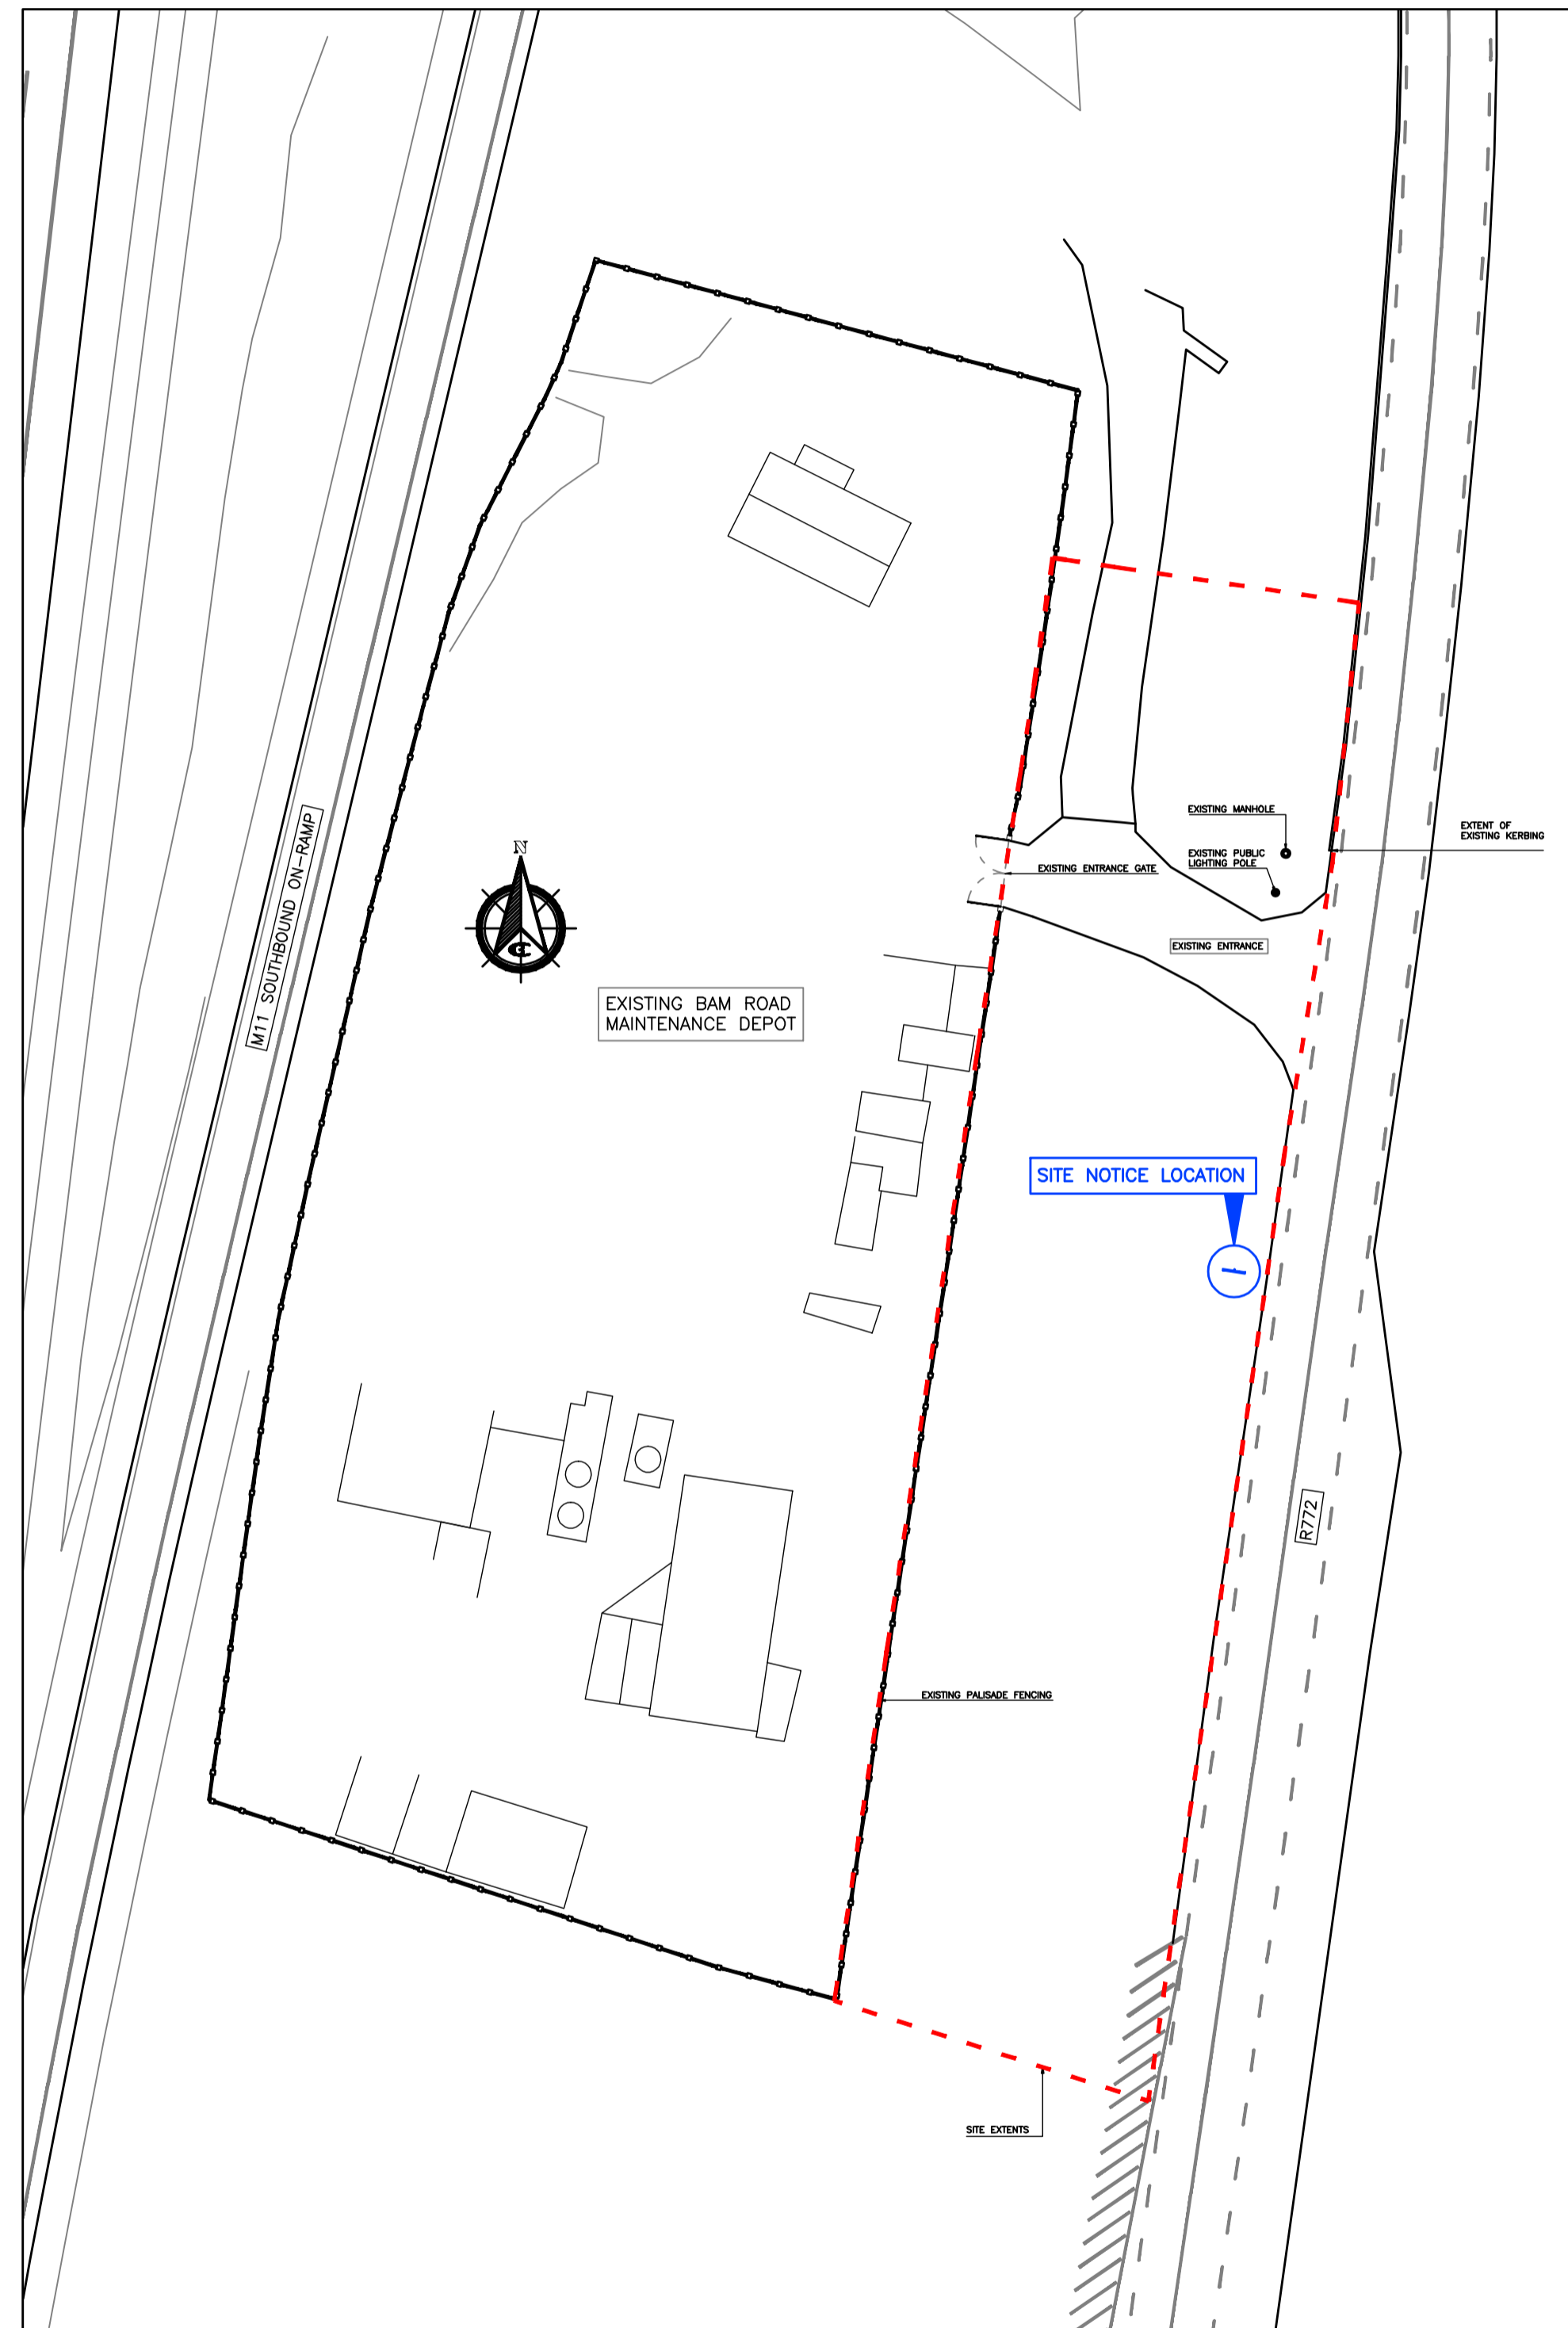 EXISTING MANHOLE
EXTENT OF
EXISTING KERBING
EXISTING PUBLIC
LIGHTING POLE
N
EXISTING ENTRANCE GATE
M11 SOUTHBOUND ON-RAMP
EXISTING ENTRANCE
EXISTING BAM ROAD
MAINTENANCE DEPOT
SITE NOTICE LOCATION
R772
EXISTING PALISADE FENCING
SITE EXTENTS